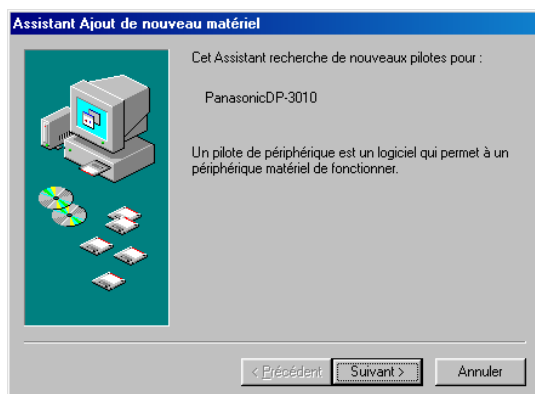 Assistant Ajout de nouveau matériel
Cet Assistant recherche de nouveaux pilotes pour :
PanasonicDP-3010
Un pilote de périphérique est un logiciel qui permet à un
périphérique matériel de fonctionner.
< Précédent Suivant > Annuler